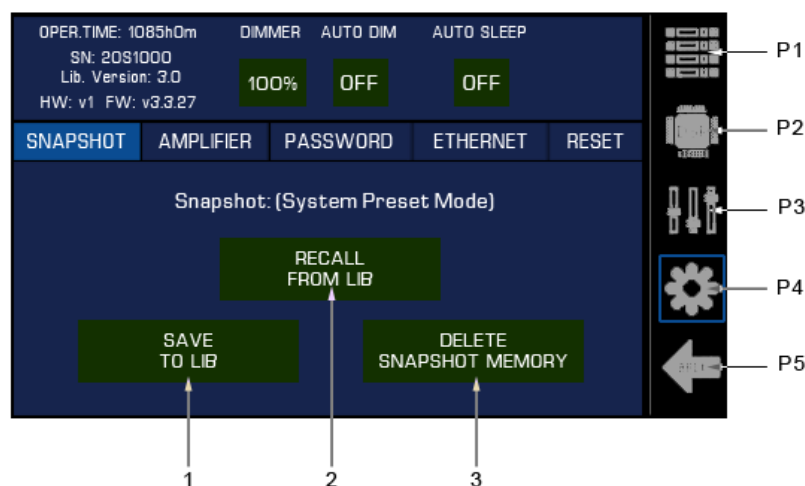 OPER.TIME: 1085h0m
SN: 20S1000
Lib. Version: 3.0
HW: v1 FW: v3.3.27
DIMMER
100%
AUTO DIM
OFF
AUTO SLEEP
OFF
SNAPSHOT AMPLIFIER PASSWORD ETHERNET RESET
Snapshot: (System Preset Mode)
RECALL
FROM LIB
SAVE
TO LIB
DELETE
SNAPSHOT MEMORY
P1
P2
P3
P4
P5
1 2 3